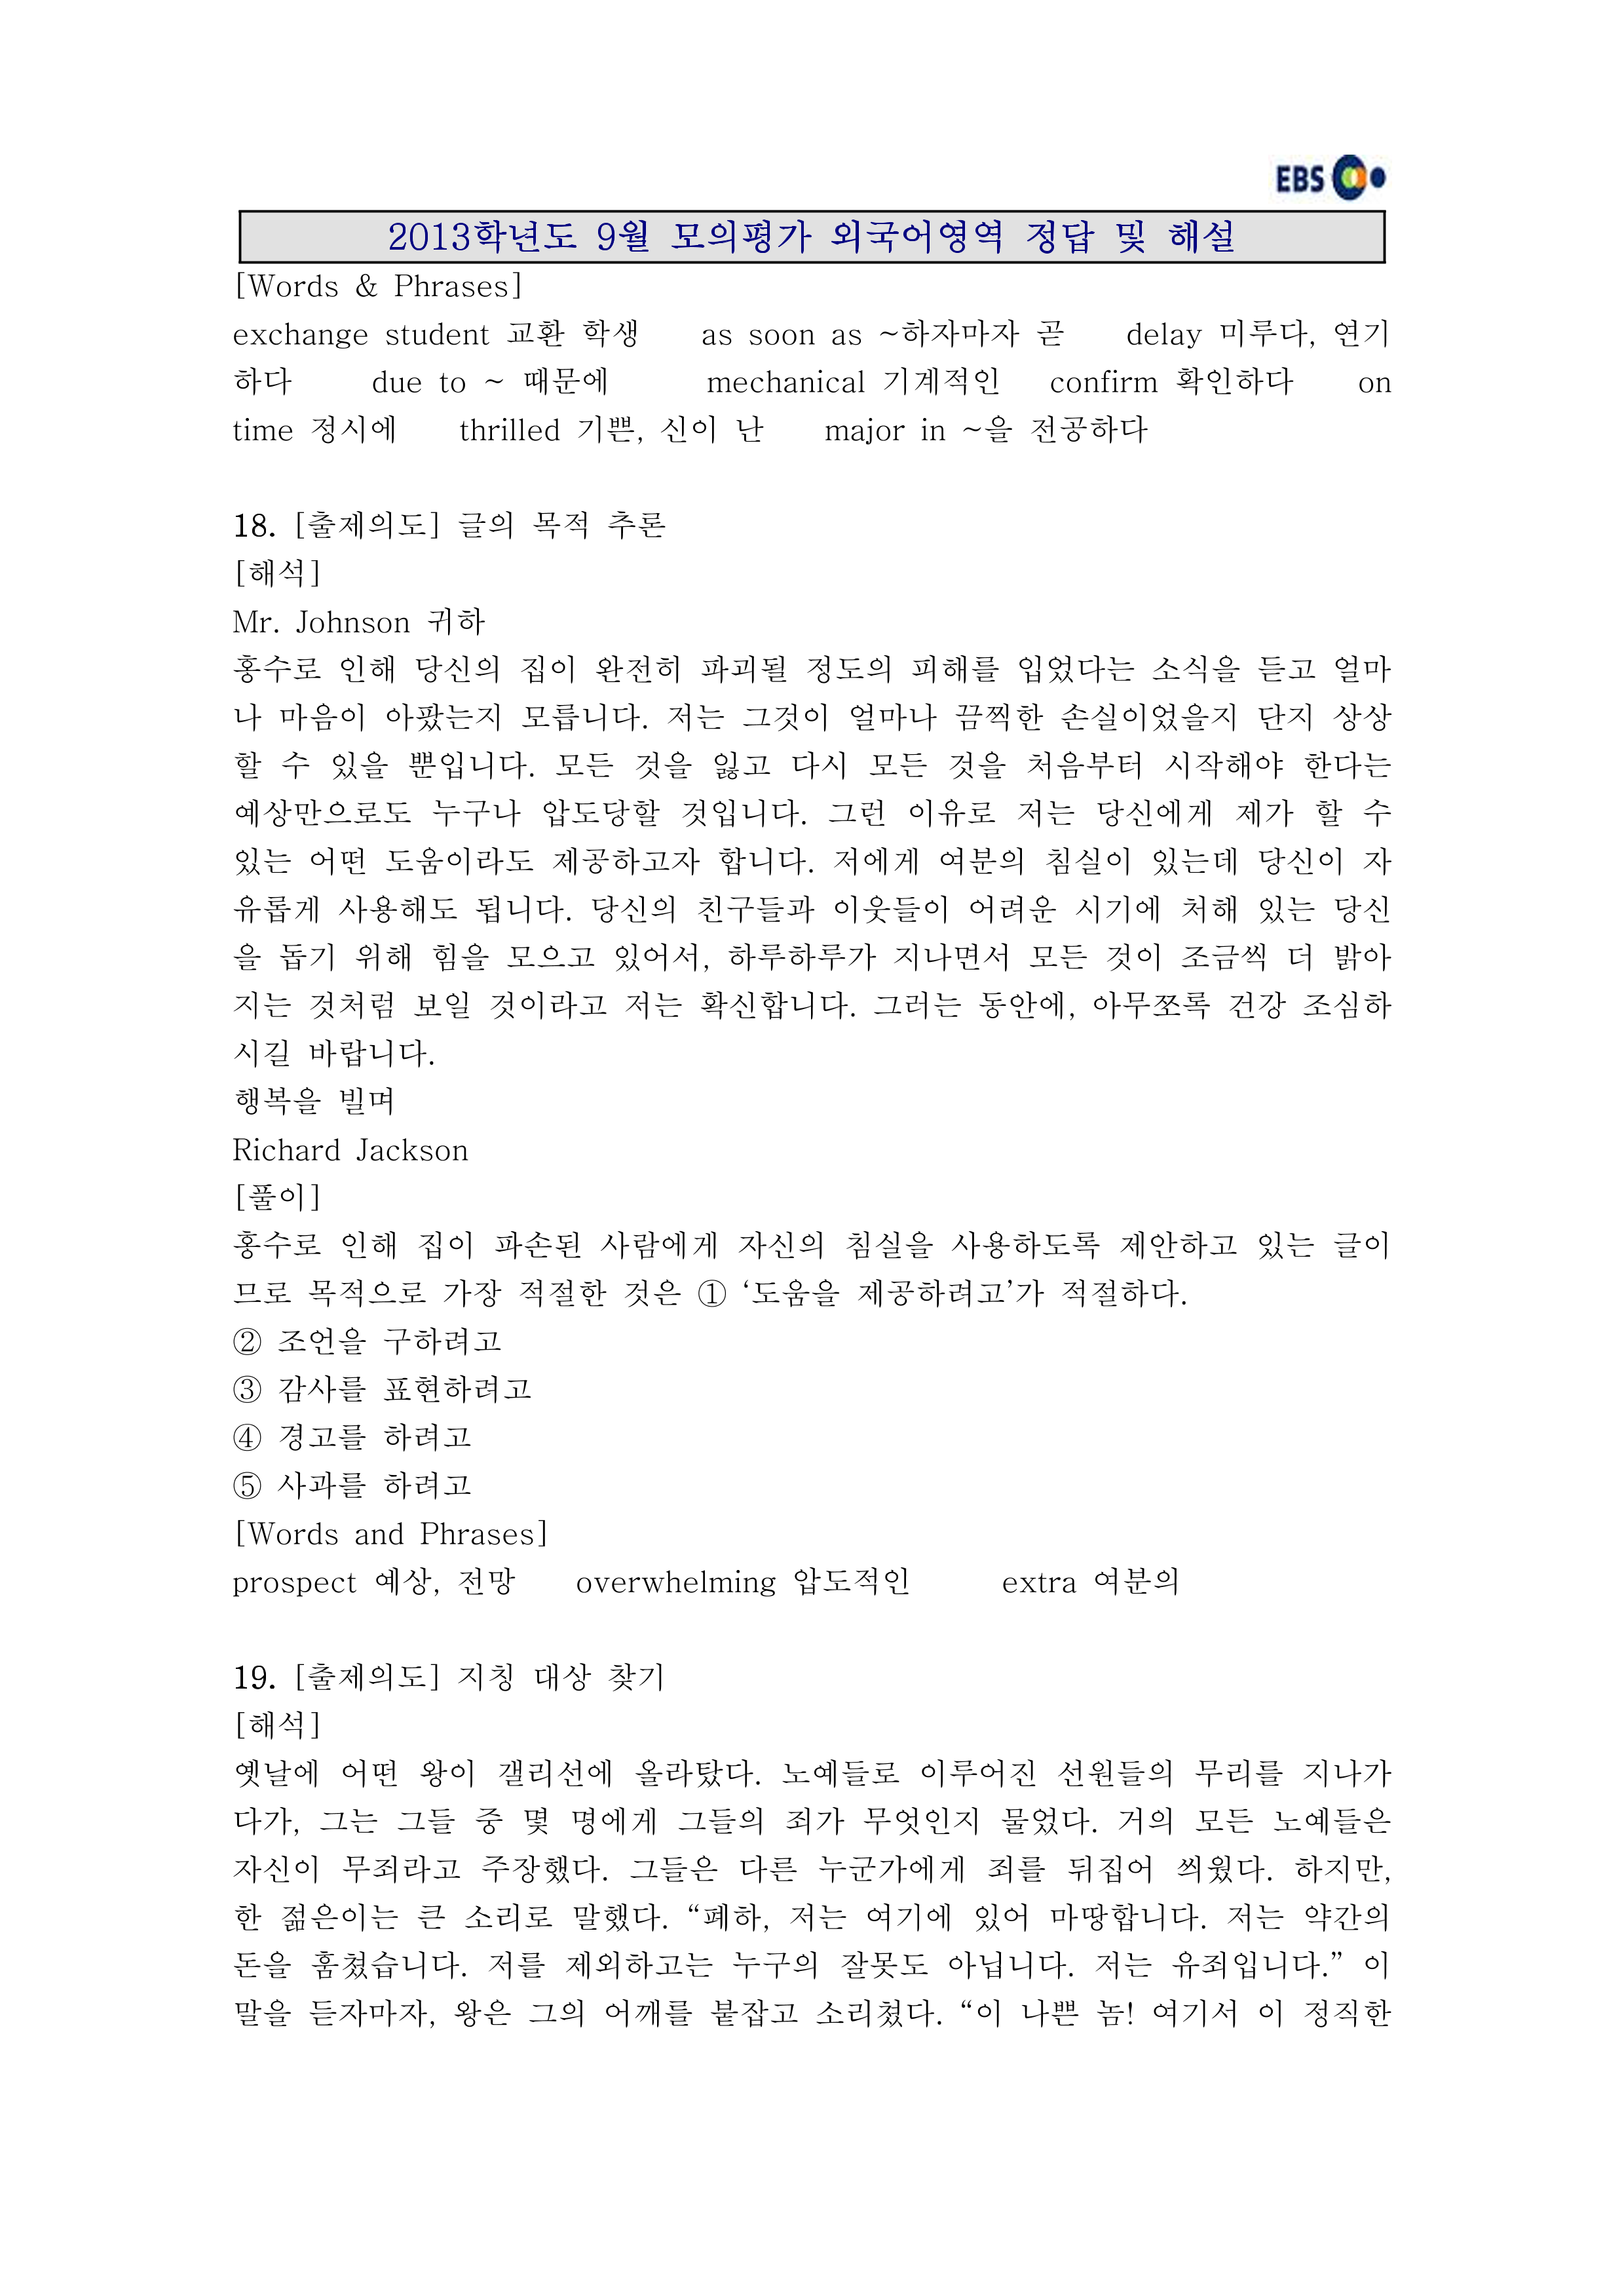 EBS
2013학년도 9월 모의평가 외국어영역 정답 및 해설
[Words & Phrases]
exchange student 교환 학생 as soon as ~하자마자 곧 delay 미루다, 연기
하다 due to ~ 때문에 mechanical 기계적인 confirm 확인하다 on
time 정시에 thrilled 기쁜, 신이 난 major in ~을 전공하다
18. [출제의도] 글의 목적 추론
[해석]
Mr. Johnson 귀하
홍수로 인해 당신의 집이 완전히 파괴될 정도의 피해를 입었다는 소식을 듣고 얼마
나 마음이 아팠는지 모릅니다. 저는 그것이 얼마나 끔찍한 손실이었을지 단지 상상
할 수 있을 뿐입니다. 모든 것을 잃고 다시 모든 것을 처음부터 시작해야 한다는
예상만으로도 누구나 압도당할 것입니다. 그런 이유로 저는 당신에게 제가 할 수
있는 어떤 도움이라도 제공하고자 합니다. 저에게 여분의 침실이 있는데 당신이 자
유롭게 사용해도 됩니다. 당신의 친구들과 이웃들이 어려운 시기에 처해 있는 당신
을 돕기 위해 힘을 모으고 있어서, 하루하루가 지나면서 모든 것이 조금씩 더 밝아
지는 것처럼 보일 것이라고 저는 확신합니다. 그러는 동안에, 아무쪼록 건강 조심하
시길 바랍니다.
행복을 빌며
Richard Jackson
[풀이]
홍수로 인해 집이 파손된 사람에게 자신의 침실을 사용하도록 제안하고 있는 글이
므로 목적으로 가장 적절한 것은 ① ‘도움을 제공하려고’가 적절하다.
② 조언을 구하려고
③ 감사를 표현하려고
④ 경고를 하려고
⑤ 사과를 하려고
[Words and Phrases]
prospect 예상, 전망 overwhelming 압도적인 extra 여분의
19. [출제의도] 지칭 대상 찾기
[해석]
옛날에 어떤 왕이 갤리선에 올라탔다. 노예들로 이루어진 선원들의 무리를 지나가
다가, 그는 그들 중 몇 명에게 그들의 죄가 무엇인지 물었다. 거의 모든 노예들은
자신이 무죄라고 주장했다. 그들은 다른 누군가에게 죄를 뒤집어 씌웠다. 하지만,
한 젊은이는 큰 소리로 말했다. “폐하, 저는 여기에 있어 마땅합니다. 저는 약간의
돈을 훔쳤습니다. 저를 제외하고는 누구의 잘못도 아닙니다. 저는 유죄입니다.” 이
말을 듣자마자, 왕은 그의 어깨를 붙잡고 소리쳤다. “이 나쁜 놈! 여기서 이 정직한